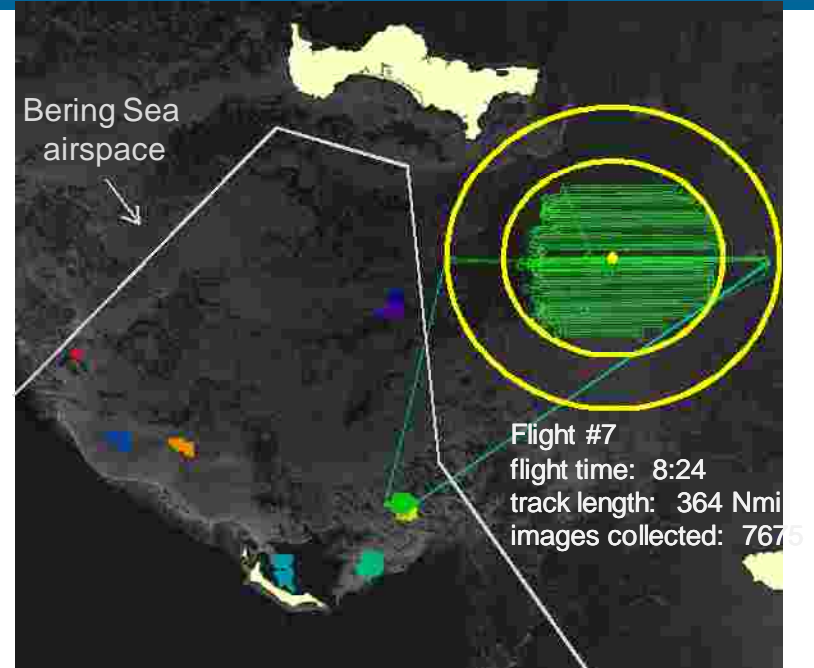 Bering Sea
airspace
Flight #7
flight time: 8:24
track length: 364 Nmi
images collected: 7675